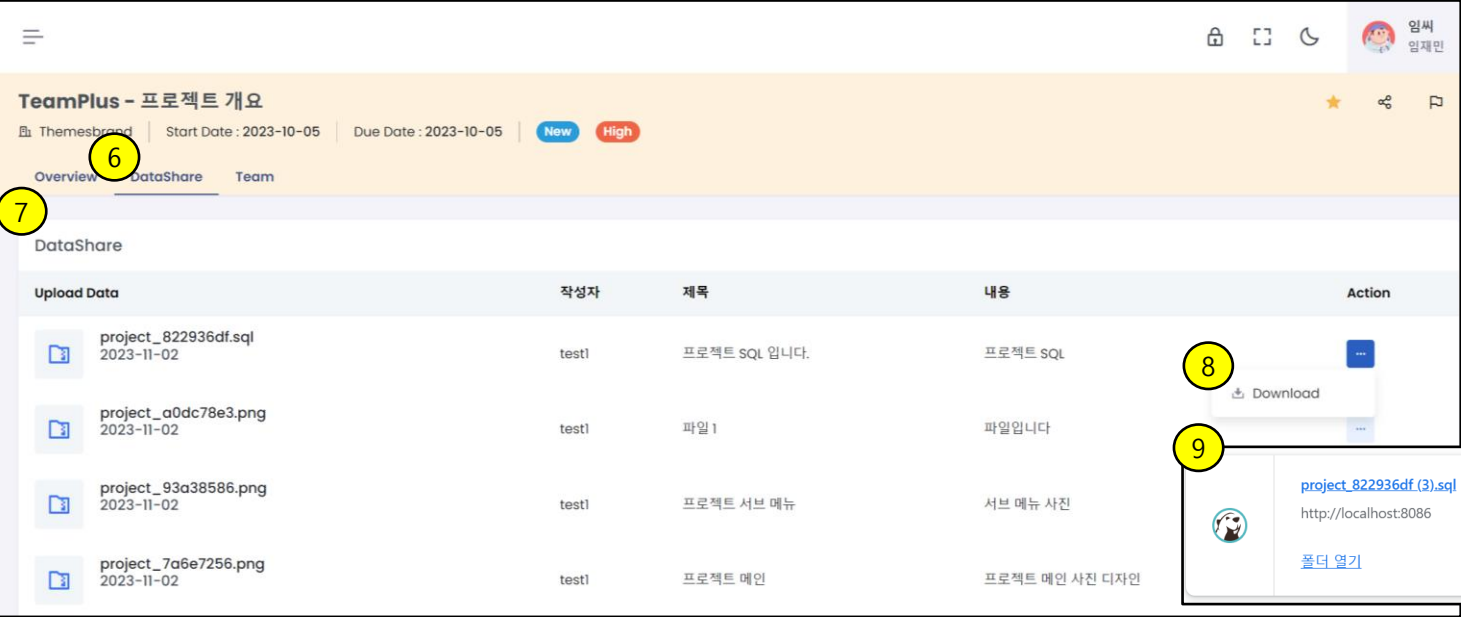 임씨
임재민
TeamPlus - 프로젝트 개요
Themesbrand Start Date : 2023-10-05 Due Date : 2023-10-05 New High
6
Overview DataShare Team
7
DataShare
Upload Data 작성자 제목 내용 Action
project_822936df.sql
2023-11-02
test1 프로젝트 SQL 입니다. 프로젝트 SQL
8
Download
project_a0dc78e3.png
2023-11-02
test1 파일1 파일입니다
9
project_822936df (3).sql
http://localhost:8086
폴더 열기
project_93a38586.png
2023-11-02
test1 프로젝트 서브 메뉴 서브 메뉴 사진
project_7a6e7256.png
2023-11-02
test1 프로젝트 메인 프로젝트 메인 사진 디자인